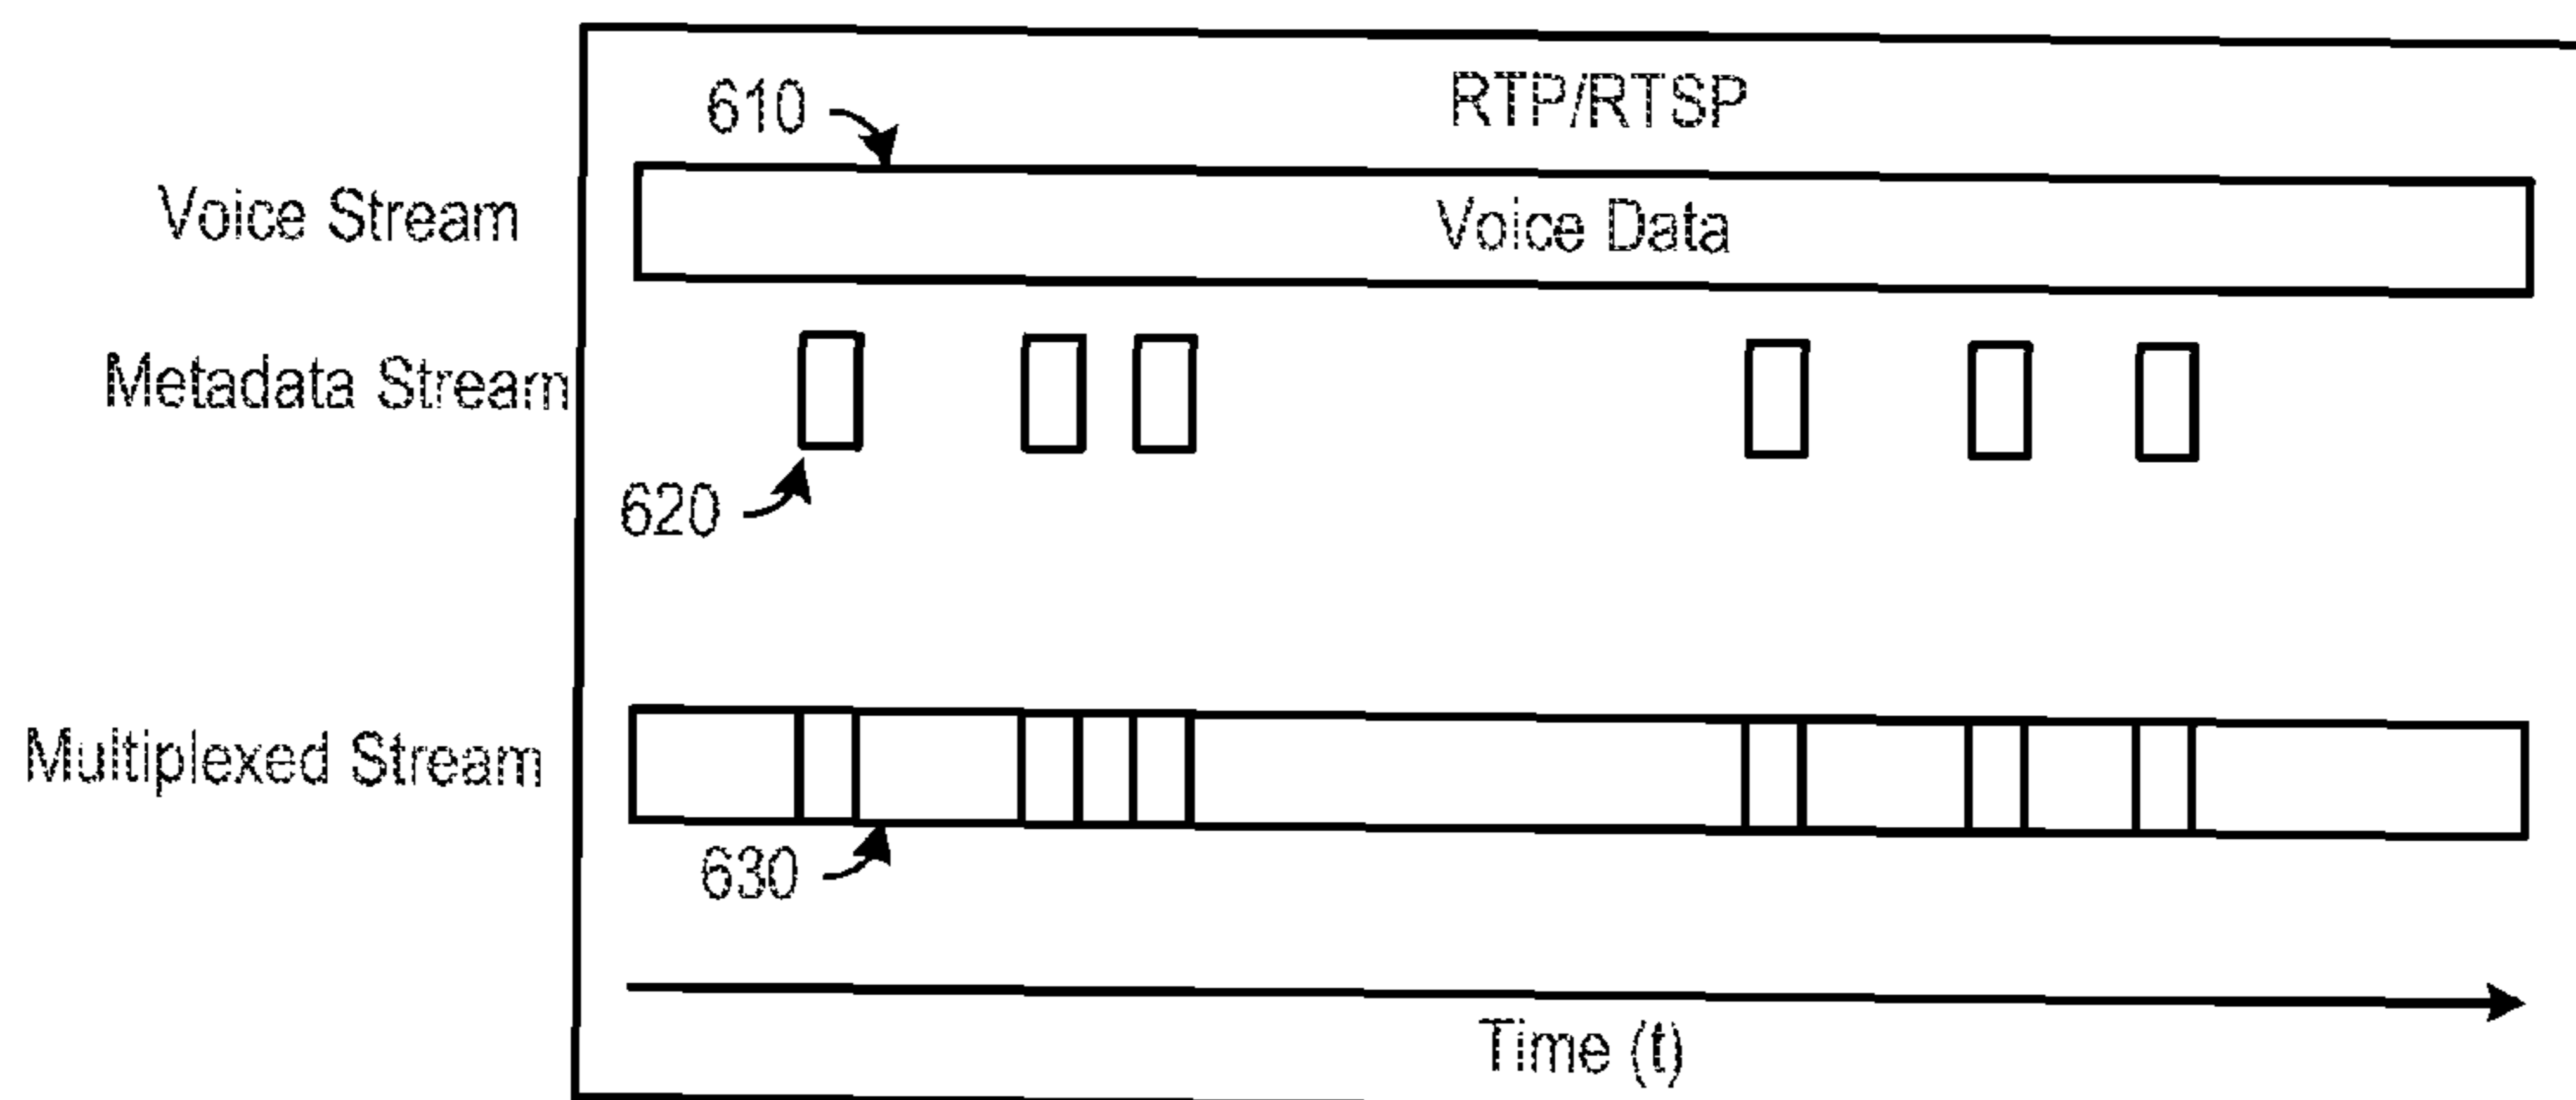 RTP/RTSP
610
Voice Stream
Voice Data
Metadata Stream
620
Multiplexed Stream
630
Time (t)